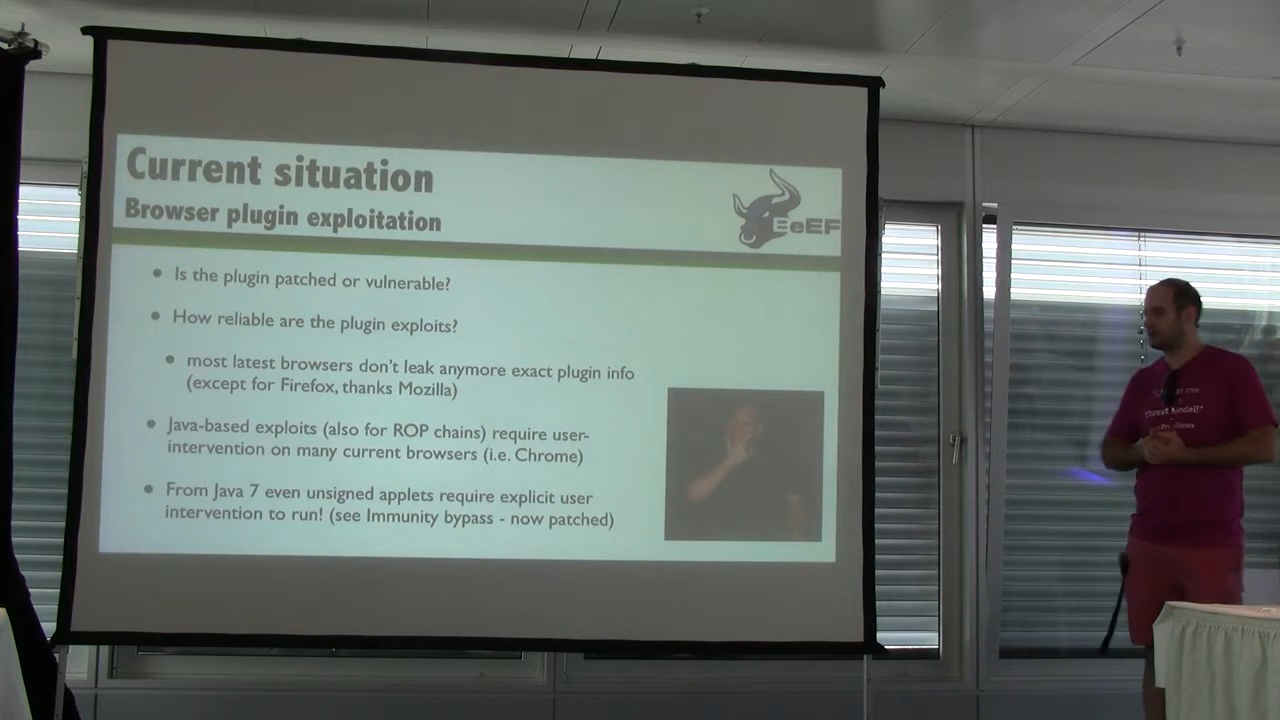 Current situation
Browser plugin exploitation
BeEF
• Is the plugin patched or vulnerable?
• How reliable are the plugin exploits?
• most latest browsers don't leak anymore exact plugin info
(except for Firefox, thanks Mozilla)
• Java-based exploits (also for ROP chains) require user-
intervention on many current browsers (i.e. Chrome)
• From Java 7 even unsigned applets require explicit user
intervention to run! (see Immunity bypass - now patched)
me
Threat Model!"